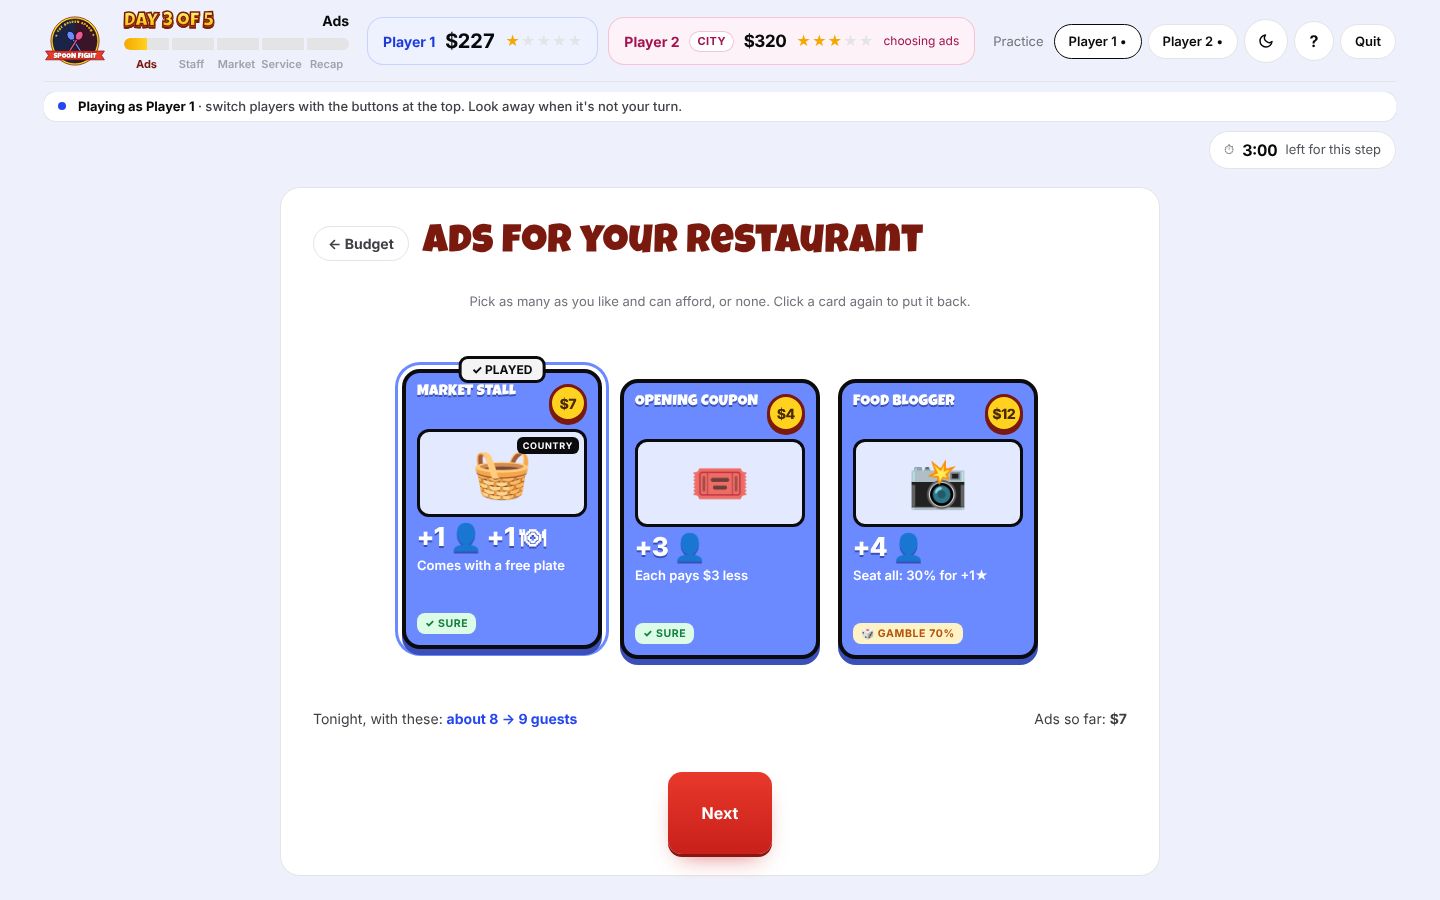 SPOON FIGHT
DAY 3 OF 5
Ads
Ads Staff Market Service Recap
Player 1 $227 ★★★★★
Player 2 CITY $320 ★★★★★ choosing ads
Practice
Player 1 •
Player 2 •
?
Quit
Playing as Player 1 · switch players with the buttons at the top. Look away when it's not your turn.
3:00 left for this step
← Budget
ADS FOR YOUR RESTAURANT
Pick as many as you like and can afford, or none. Click a card again to put it back.
✓ PLAYED
MARKET STALL
$7
COUNTRY
+1 👤 +1🍽
Comes with a free plate
✓ SURE
OPENING COUPON
$4
+3 👤
Each pays $3 less
✓ SURE
FOOD BLOGGER
$12
+4 👤
Seat all: 30% for +1★
🎲 GAMBLE 70%
Tonight, with these: about 8 → 9 guests
Ads so far: $7
Next